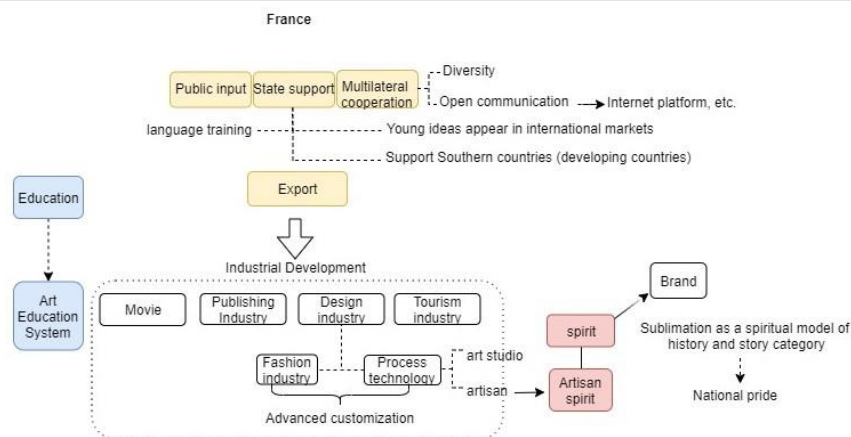 France
Public input
State support
Multilateral
cooperation
Diversity
Open communication
Internet platform, etc.
language training
Young ideas appear in international markets
Support Southern countries (developing countries)
Export
Education
Industrial Development
Art
Education
System
Movie
Publishing
Industry
Design
industry
Tourism
industry
Brand
spirit
Sublimation as a spiritual model of
history and story category
Fashion
industry
Process
technology
art studio
artisan
Artisan
spirit
National pride
Advanced customization